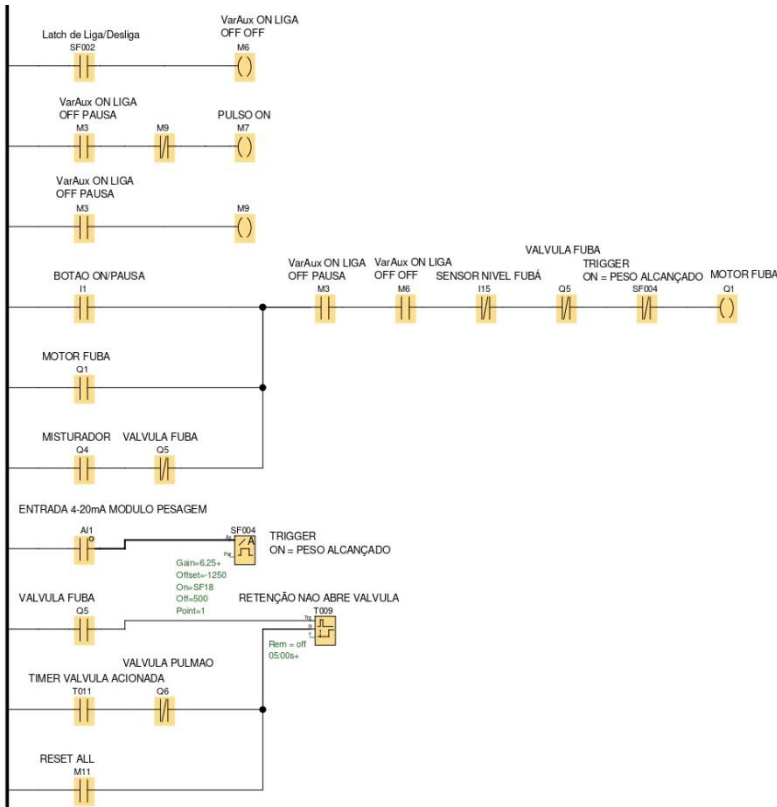 VarAux ON LIGA
OFF OFF
Latch de Liga/Desliga
SF002
M6
VarAux ON LIGA
OFF PAUSA
PULSO ON
M3
M9
M7
VarAux ON LIGA
OFF PAUSA
M3
M9
BOTAO ON/PAUSA
I1
VarAux ON LIGA
OFF PAUSA
M3
VarAux ON LIGA
OFF OFF
M6
SENSOR NIVEL FUBÁ
I15
VALVULA FUBA
Q5
TRIGGER
ON = PESO ALCANÇADO
SF004
MOTOR FUBA
Q1
MOTOR FUBA
Q1
MISTURADOR
Q4
VALVULA FUBA
Q5
ENTRADA 4-20mA MODULO PESAGEM
AI1
SF004
Ax
A
TRIGGER
ON = PESO ALCANÇADO
Gain=6.25+
Offset=-1250
On=SF18
Off=500
Point=1
VALVULA FUBA
Q5
RETENÇÃO NAO ABRE VALVULA
T009
Trg
R
T
Rem = off
05:00s+
VALVULA PULMAO
TIMER VALVULA ACIONADA
T011
Q6
RESET ALL
M11